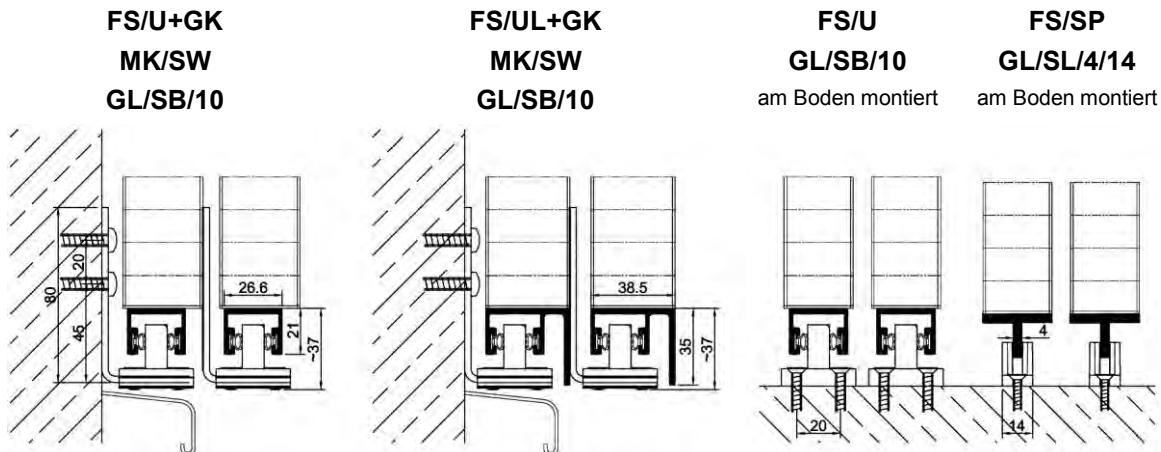 FS/U+GK
MK/SW
GL/SB/10
FS/UL+GK
MK/SW
GL/SB/10
FS/U
GL/SB/10
am Boden montiert
FS/SP
GL/SL/4/14
am Boden montiert
80
20
45
26.6
21
~37
38.5
35
~37
20
4
14